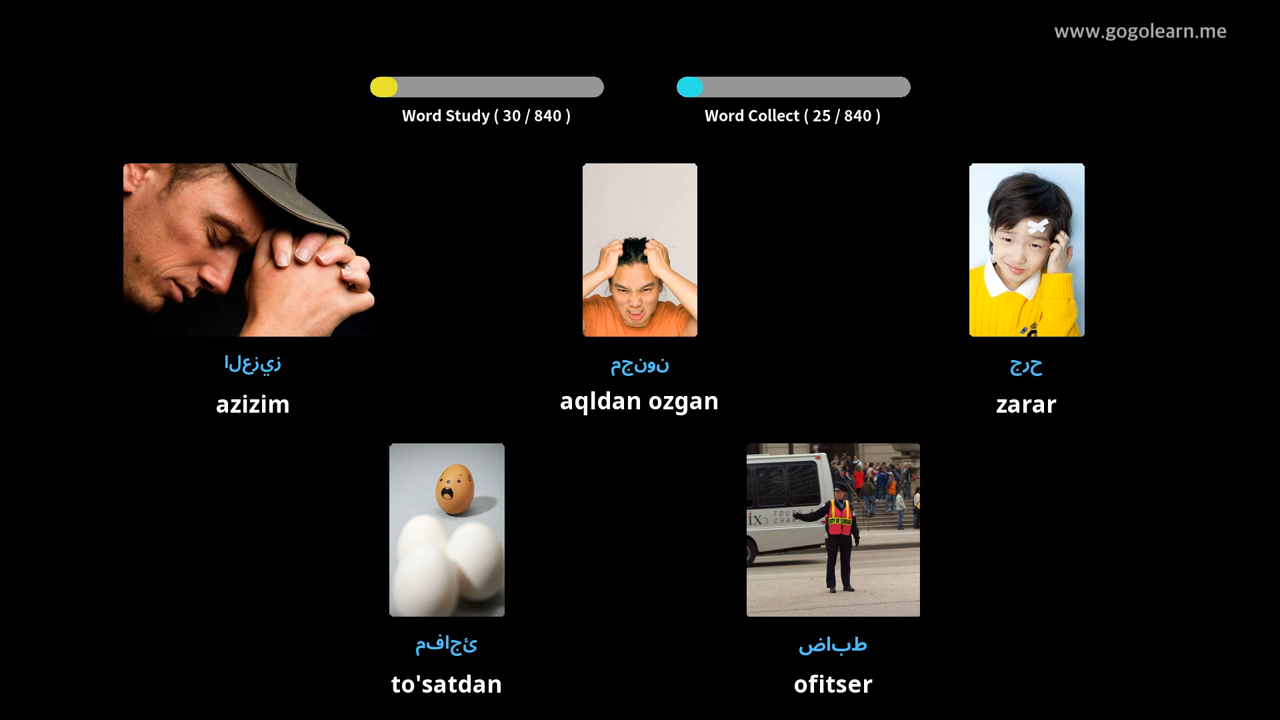 www.gogolearn.me
Word Study ( 30 / 840 )
Word Collect ( 25 / 840 )
العزيز
مجنون
جرح
azizim
aqldan ozgan
zarar
مفاجئ
ضابط
to'satdan
ofitser